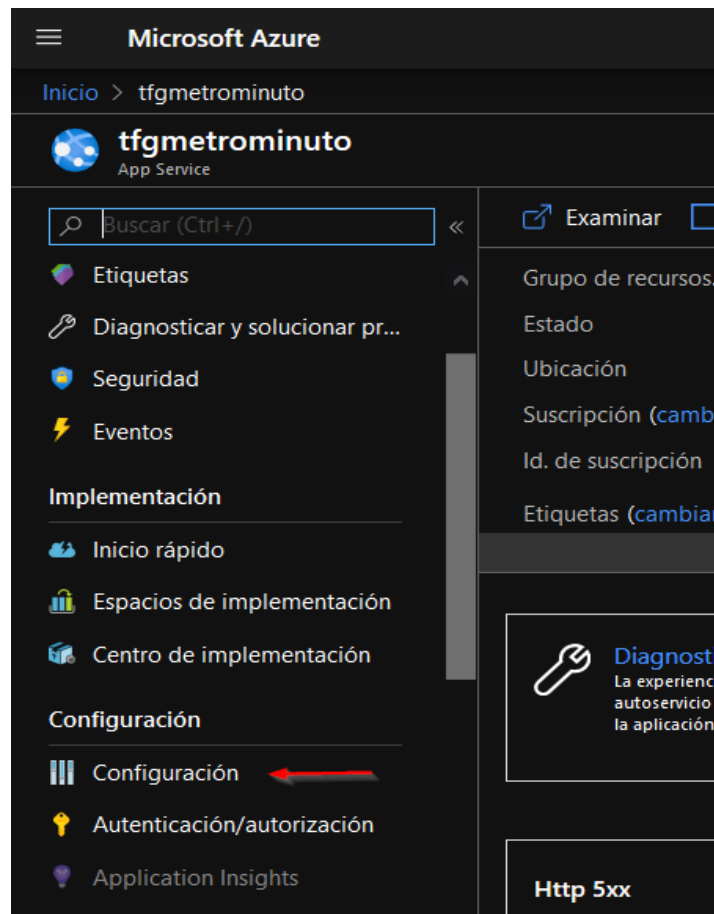 Microsoft Azure
Inicio > tfgmetrominuto
tfgmetrominuto
App Service
Buscar (Ctrl+/)
«
Etiquetas
Diagnosticar y solucionar pr...
Seguridad
Eventos
Implementación
Inicio rápido
Espacios de implementación
Centro de implementación
Configuración
Configuración
Autenticación/autorización
Application Insights
Examinar
Grupo de recursos.
Estado
Ubicación
Suscripción (camb
Id. de suscripción
Etiquetas (cambiar
Diagnost
La experienc
autoservicio
la aplicación
Http 5xx